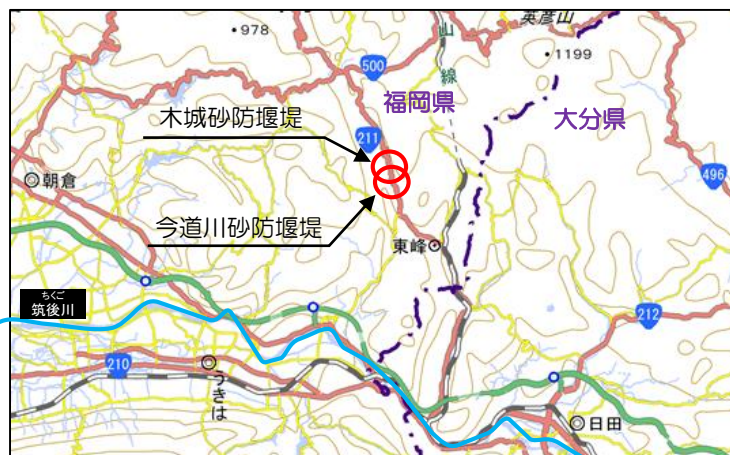 英彦山
・978
・1199
山
線
500
福岡県
大分県
木城砂防堰堤
211
496
朝倉
今道川砂防堰堤
東峰
ちくご
筑後川
212
210
うきは
日田